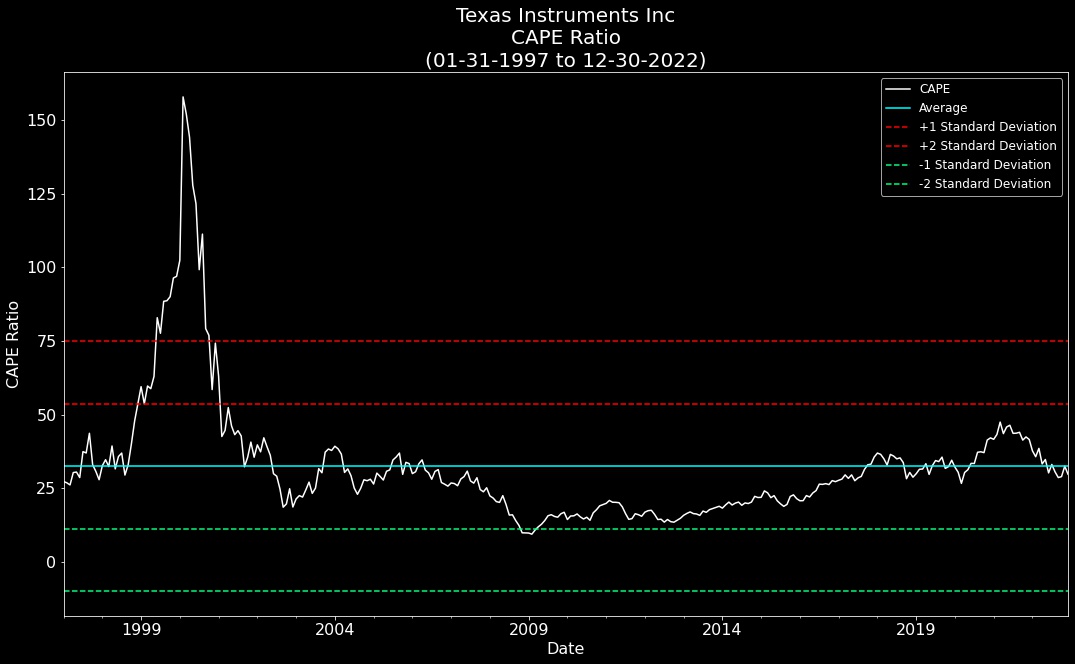 Texas Instruments Inc
CAPE Ratio
(01-31-1997 to 12-30-2022)
CAPE
Average
+1 Standard Deviation
+2 Standard Deviation
-1 Standard Deviation
-2 Standard Deviation
CAPE Ratio
150
125
100
75
50
25
0
1999 2004 2009 2014 2019
Date